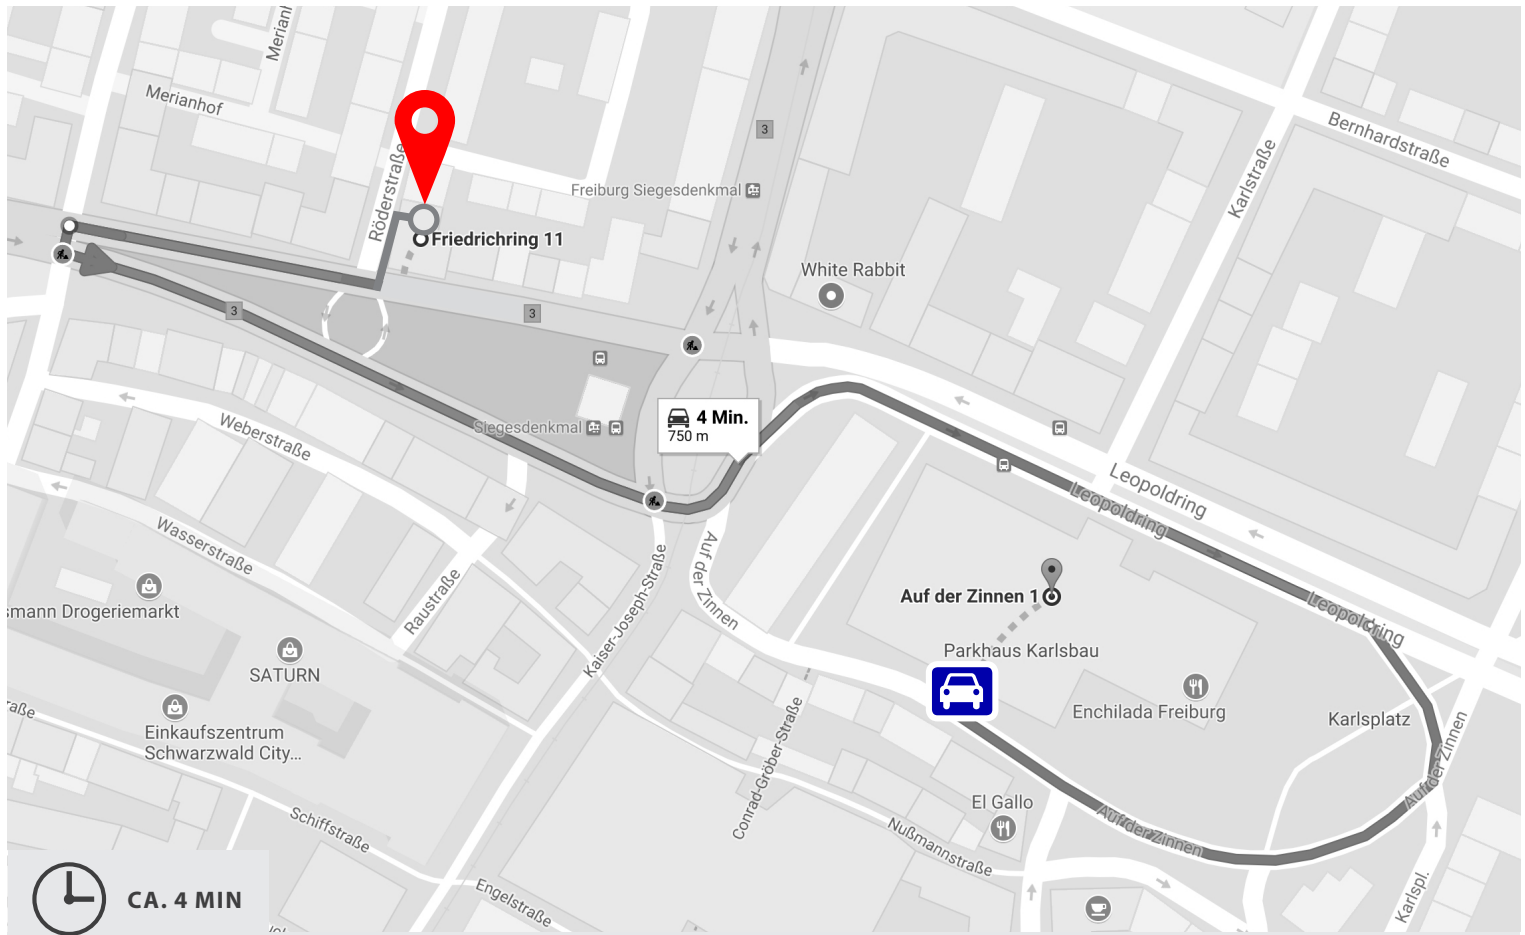 Merianl
Merianhof
Röderstraße
3
Freiburg Siegesdenkmal
Friedrichring 11
White Rabbit
Karlstraße
Bernhardstraße
3
3
Weberstraße
Siegesdenkmal
4 Min.
750 m
Leopoldring
Leopoldring
Wasserstraße
Raustraße
Kaiser-Joseph-Straße
Auf der Zinnen
Auf der Zinnen 1
Leopoldring
smann Drogeriemarkt
SATURN
Parkhaus Karlsbau
Enchilada Freiburg
Karlsplatz
raße
Einkaufszentrum
Schwarzwald City...
Conrad-Gröber-Straße
Auf der Zinnen
Schiffstraße
El Gallo
Auf der Zinnen
Nußmannstraße
Engelstraße
Karlspl.
CA. 4 MIN